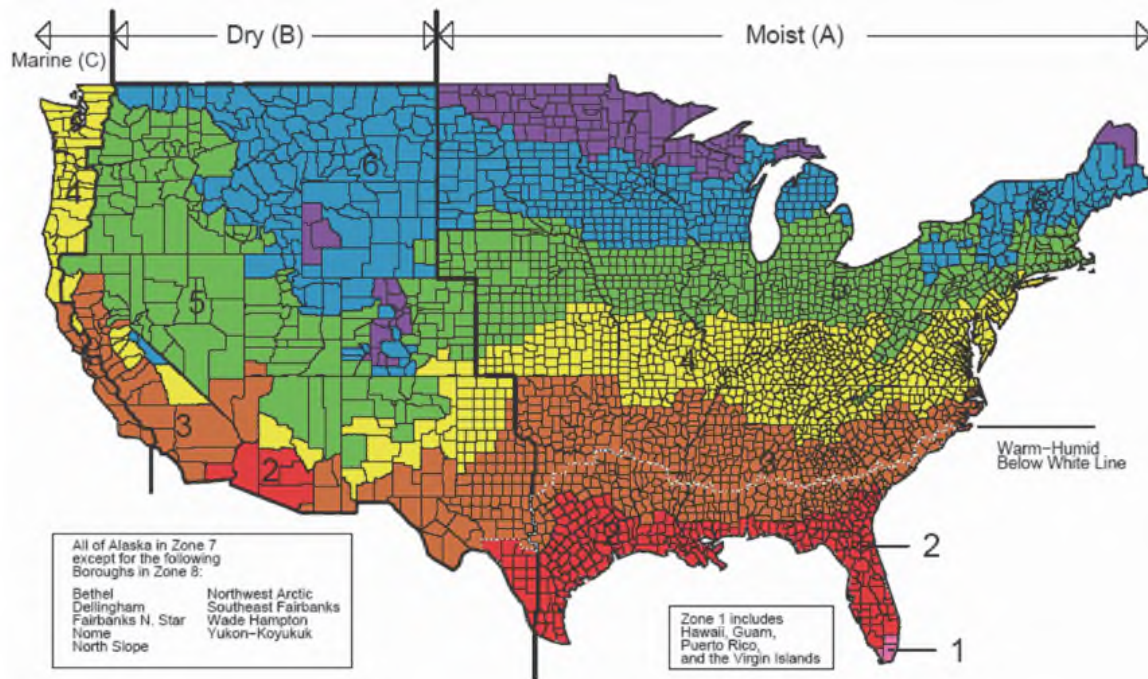 Marine (C)
Dry (B)
Moist (A)
6
4
6
5
5
4
3
3
2
2
Warm-Humid
Below White Line
2
1
All of Alaska in Zone 7
except for the following
Boroughs in Zone 8:
Bethel
Dellingham
Fairbanks N. Star
Nome
North Slope
Northwest Arctic
Southeast Fairbanks
Wade Hampton
Yukon-Koyukuk
Zone 1 includes
Hawaii, Guam,
Puerto Rico,
and the Virgin Islands